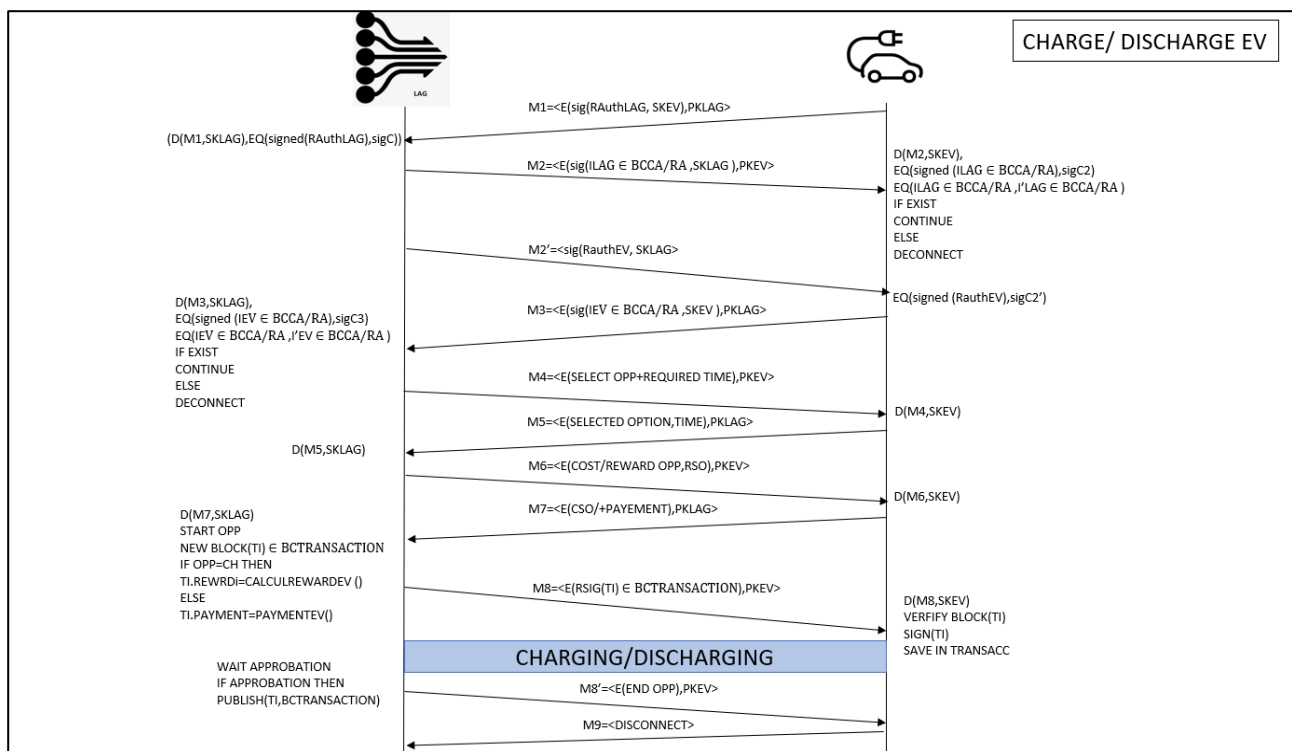 CHARGE/ DISCHARGE EV
LAG
M1=<E(sig(RAuthLAG, SKEV),PKLAG>
(D(M1,SKLAG),EQ(signed(RAuthLAG),sigC))
M2=<E(sig(ILAG ∈ BCCA/RA ,SKLAG ),PKEV>
D(M2,SKEV),
EQ(signed (ILAG ∈ BCCA/RA),sigC2)
EQ(ILAG ∈ BCCA/RA ,I'LAG ∈ BCCA/RA )
IF EXIST
CONTINUE
ELSE
DECONNECT
M2'=<sig(RauthEV, SKLAG>
EQ(signed (RauthEV),sigC2')
M3=<E(sig(IEV ∈ BCCA/RA ,SKEV ),PKLAG>
D(M3,SKLAG),
EQ(signed (IEV ∈ BCCA/RA),sigC3)
EQ(IEV ∈ BCCA/RA ,I'EV ∈ BCCA/RA )
IF EXIST
CONTINUE
ELSE
DECONNECT
M4=<E(SELECT OPP+REQUIRED TIME),PKEV>
D(M4,SKEV)
M5=<E(SELECTED OPTION,TIME),PKLAG>
D(M5,SKLAG)
M6=<E(COST/REWARD OPP,RSO),PKEV>
D(M6,SKEV)
M7=<E(CSO/+PAYEMENT),PKLAG>
D(M7,SKLAG)
START OPP
NEW BLOCK(TI) ∈ BCTRANSACTION
IF OPP=CH THEN
TI.REWRDi=CALCULREWARDEV ()
ELSE
TI.PAYMENT=PAYMENTEV()
M8=<E(RSIG(TI) ∈ BCTRANSACTION),PKEV>
D(M8,SKEV)
VERFIFY BLOCK(TI)
SIGN(TI)
SAVE IN TRANSACC
CHARGING/DISCHARGING
WAIT APPROBATION
IF APPROBATION THEN
PUBLISH(TI,BCTRANSACTION)
M8'=<E(END OPP),PKEV>
M9=<DISCONNECT>